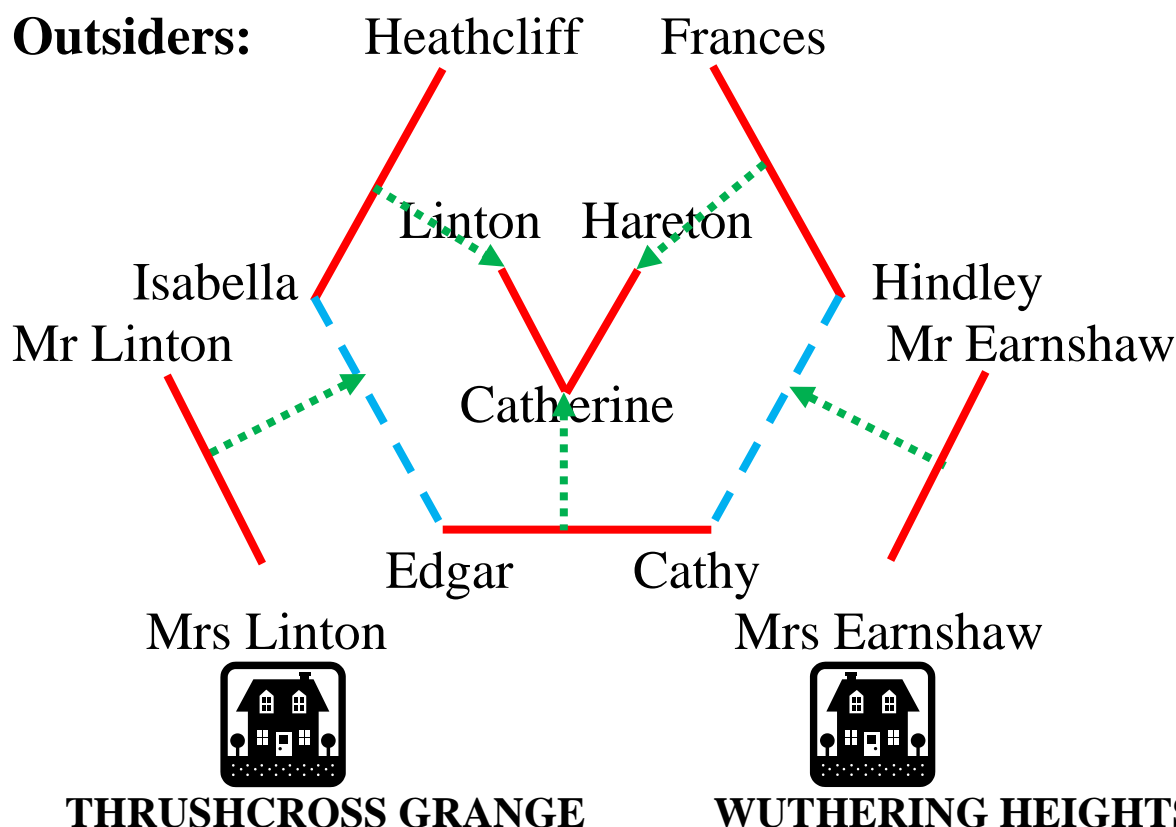 Outsiders: Heathcliff Frances
Linton Hareton
Isabella Hindley
Mr Linton Mr Earnshaw
Catherine
Edgar Cathy
Mrs Linton Mrs Earnshaw
THRUSHCROSS GRANGE WUTHERING HEIGHTS